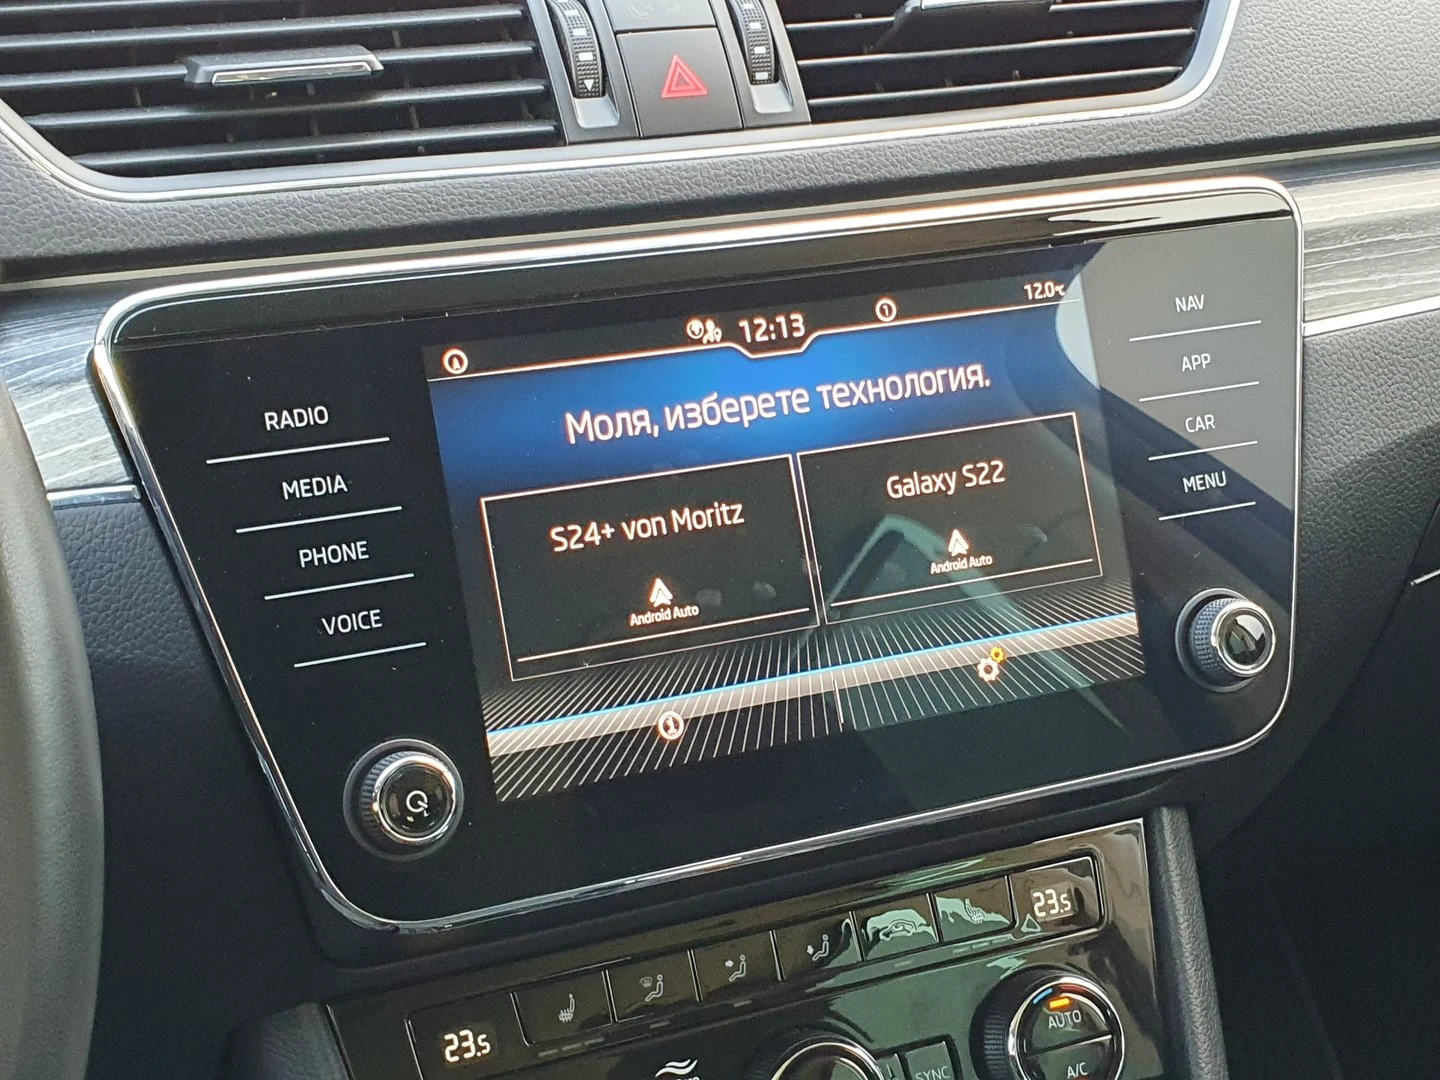 12:13
1
12.0°C
Моля, изберете технология.
S24+ von Moritz
Android Auto
Galaxy S22
Android Auto
RADIO
MEDIA
PHONE
VOICE
NAV
APP
CAR
MENU
23.5
23.5
AUTO
A/C
SYNC